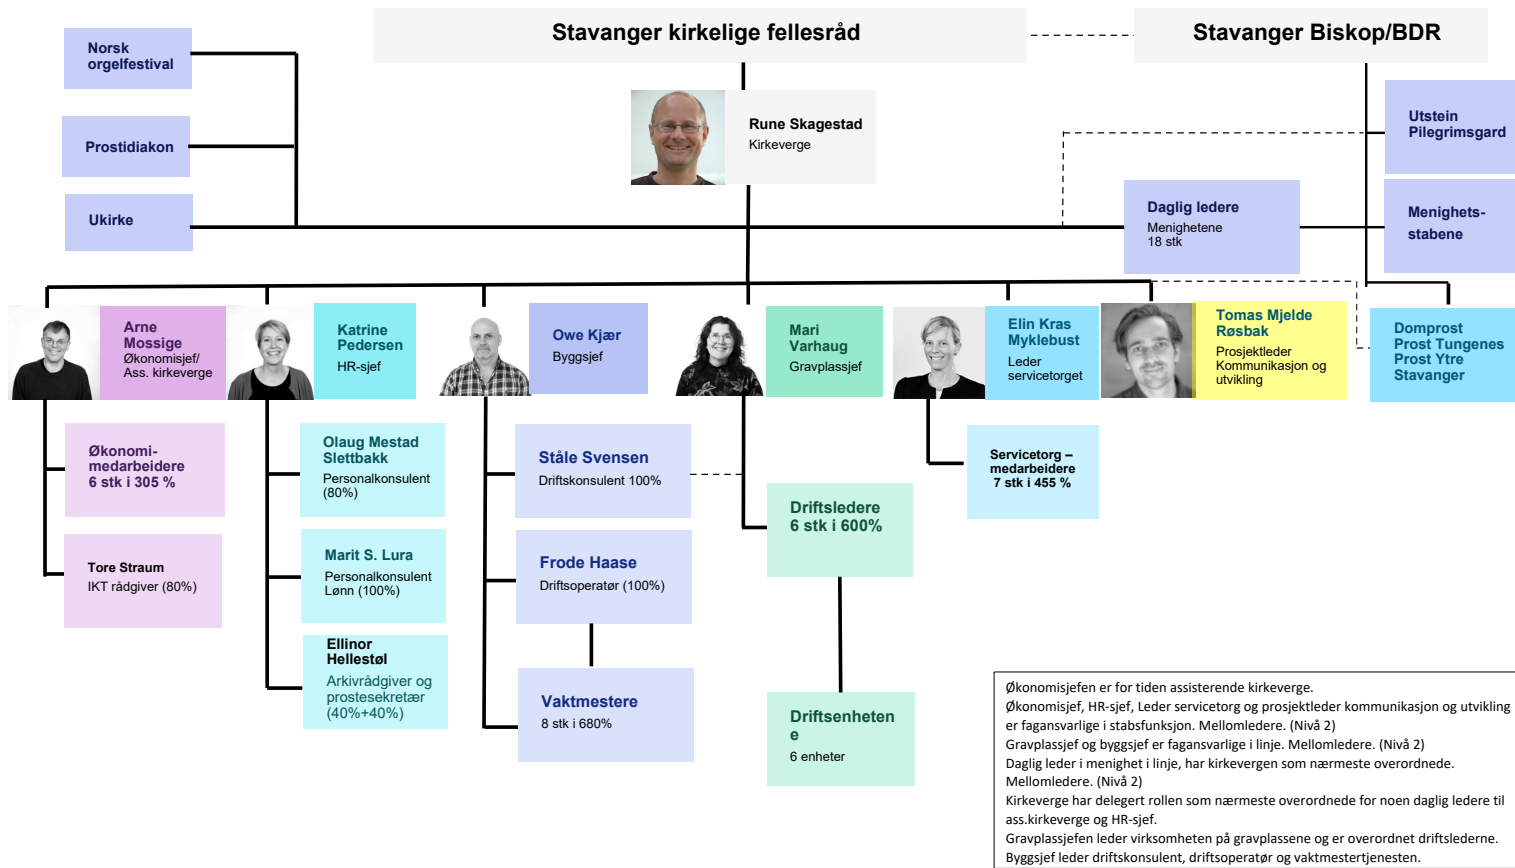 Stavanger kirkelige fellesråd
Stavanger Biskop/BDR
Norsk
orgelfestival
Prostidiakon
Ukirke
Rune Skagestad
Kirkeverge
Utstein
Pilegrimsgard
Daglig ledere
Menighetene
18 stk
Menighets-
stabene
Arne
Mossige
Økonomisjef/
Ass. kirkeverge
Katrine
Pedersen
HR-sjef
Owe Kjær
Byggsjef
Mari
Varhaug
Gravplassjef
Elin Kras
Myklebust
Leder
servicetorget
Tomas Mjelde
Røsbak
Prosjektleder
Kommunikasjon og
utvikling
Domprost
Prost Tungenes
Prost Ytre
Stavanger
Økonomi-
medarbeidere
6 stk i 305 %
Tore Straum
IKT rådgiver (80%)
Olaug Mestad
Slettbakk
Personalkonsulent
(80%)
Marit S. Lura
Personalkonsulent
Lønn (100%)
Ellinor
Hellestøl
Arkivrådgiver og
prostesekretær
(40%+40%)
Ståle Svensen
Driftskonsulent 100%
Frode Haase
Driftsoperatør (100%)
Vaktmestere
8 stk i 680%
Driftsledere
6 stk i 600%
Driftsenheten
e
6 enheter
Servicetorg –
medarbeidere
7 stk i 455 %
Økonomisjefen er for tiden assisterende kirkeverge.
Økonomisjef, HR-sjef, Leder servicetorg og prosjektleder kommunikasjon og utvikling
er fagansvarlige i stabsfunksjon. Mellomledere. (Nivå 2)
Gravplassjef og byggsjef er fagansvarlige i linje. Mellomledere. (Nivå 2)
Daglig leder i menighet i linje, har kirkevergen som nærmeste overordnede.
Mellomledere. (Nivå 2)
Kirkeverge har delegert rollen som nærmeste overordnede for noen daglig ledere til
ass.kirkeverge og HR-sjef.
Gravplassjefen leder virksomheten på gravplassene og er overordnet driftslederne.
Byggsjef leder driftskonsulent, driftsoperatør og vaktmestertjenesten.